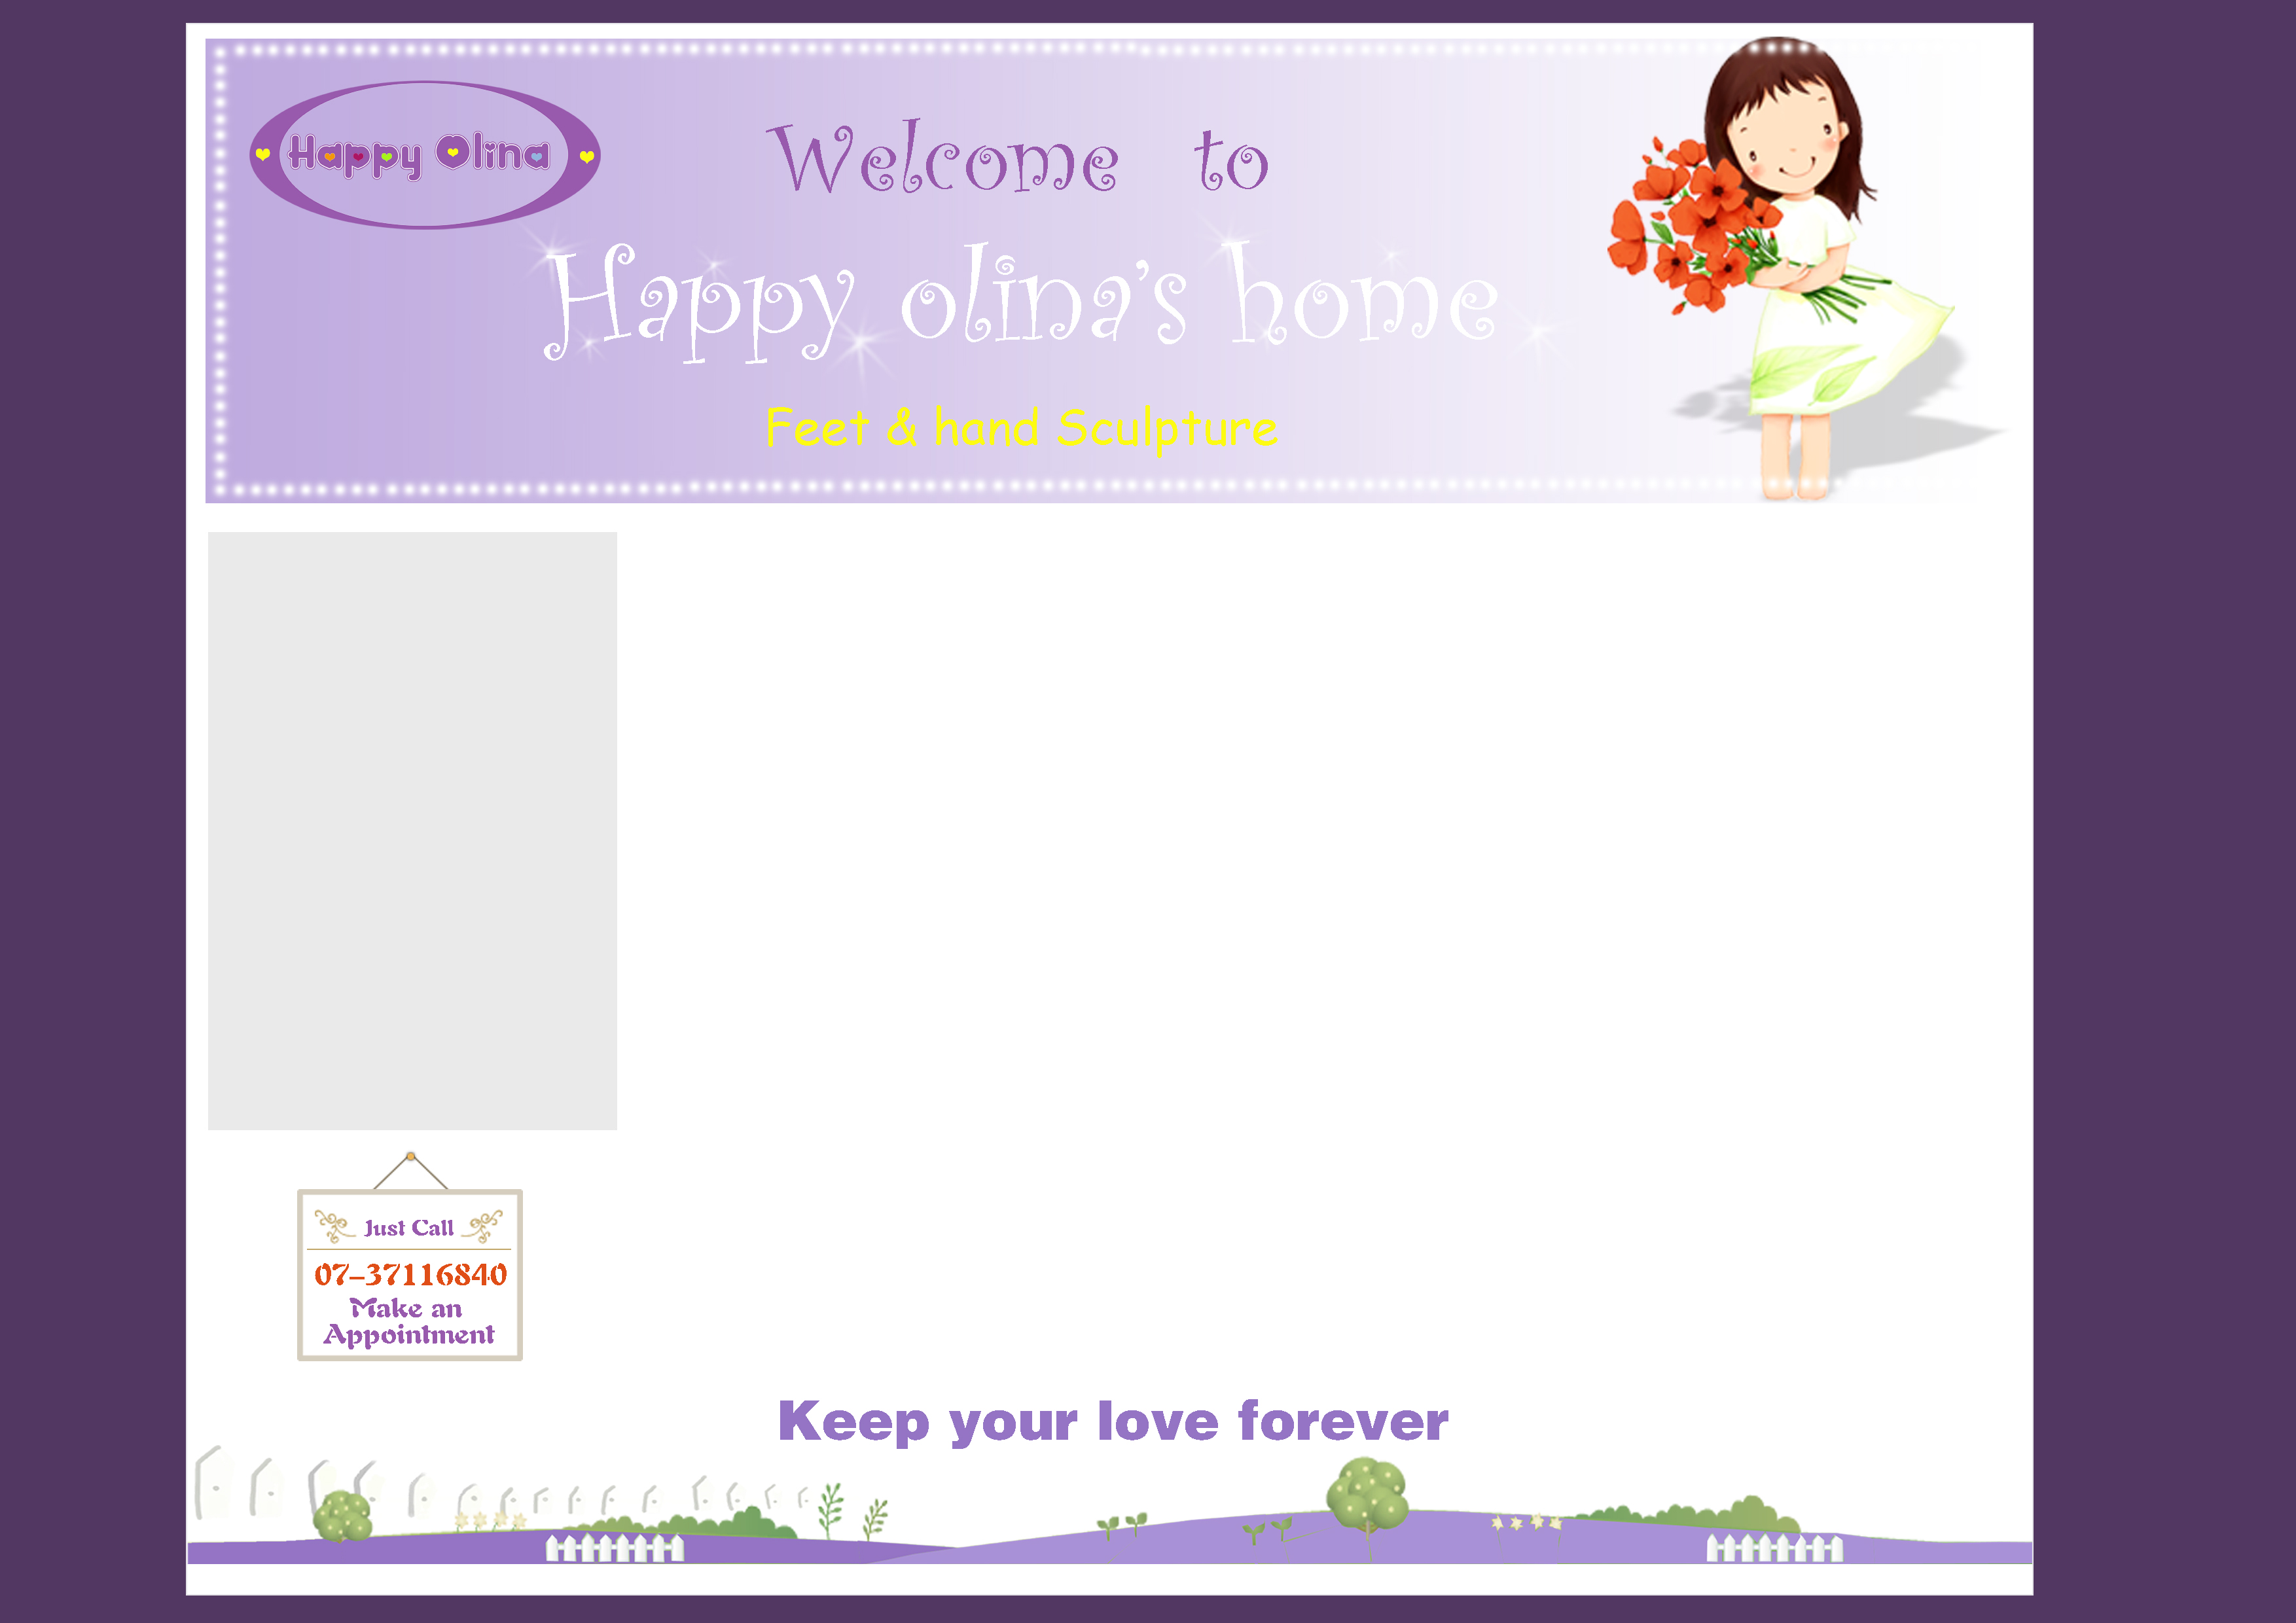 Happy Olina
Welcome to
Happy olina's home
Feet & hand Sculpture
Just Call
07-37116840
Make an
Appointment
Keep your love forever